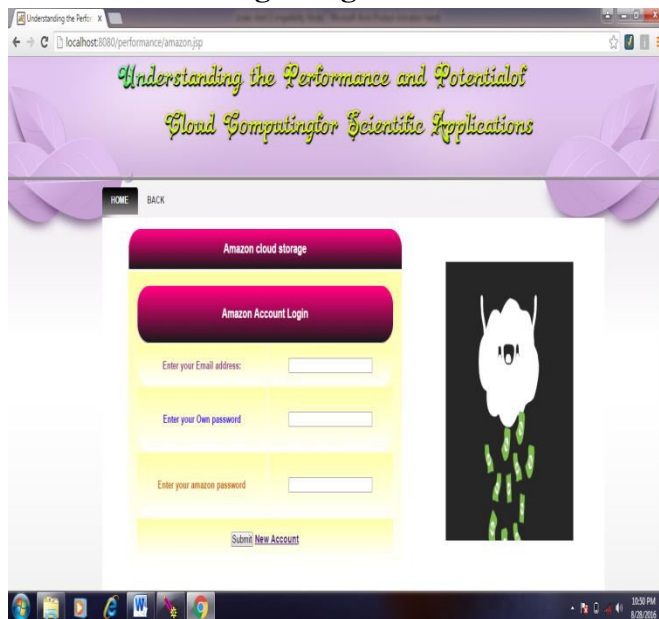 Understanding the Perfor
localhost:8080/performance/amazon.jsp
Understanding the Performance and Potentialof
Cloud Computingfor Scientific Applications
HOME BACK
Amazon cloud storage
Amazon Account Login
Enter your Email address:
Enter your Own password
Enter your amazon password
Submit New Account
10:50 PM
8/28/2016